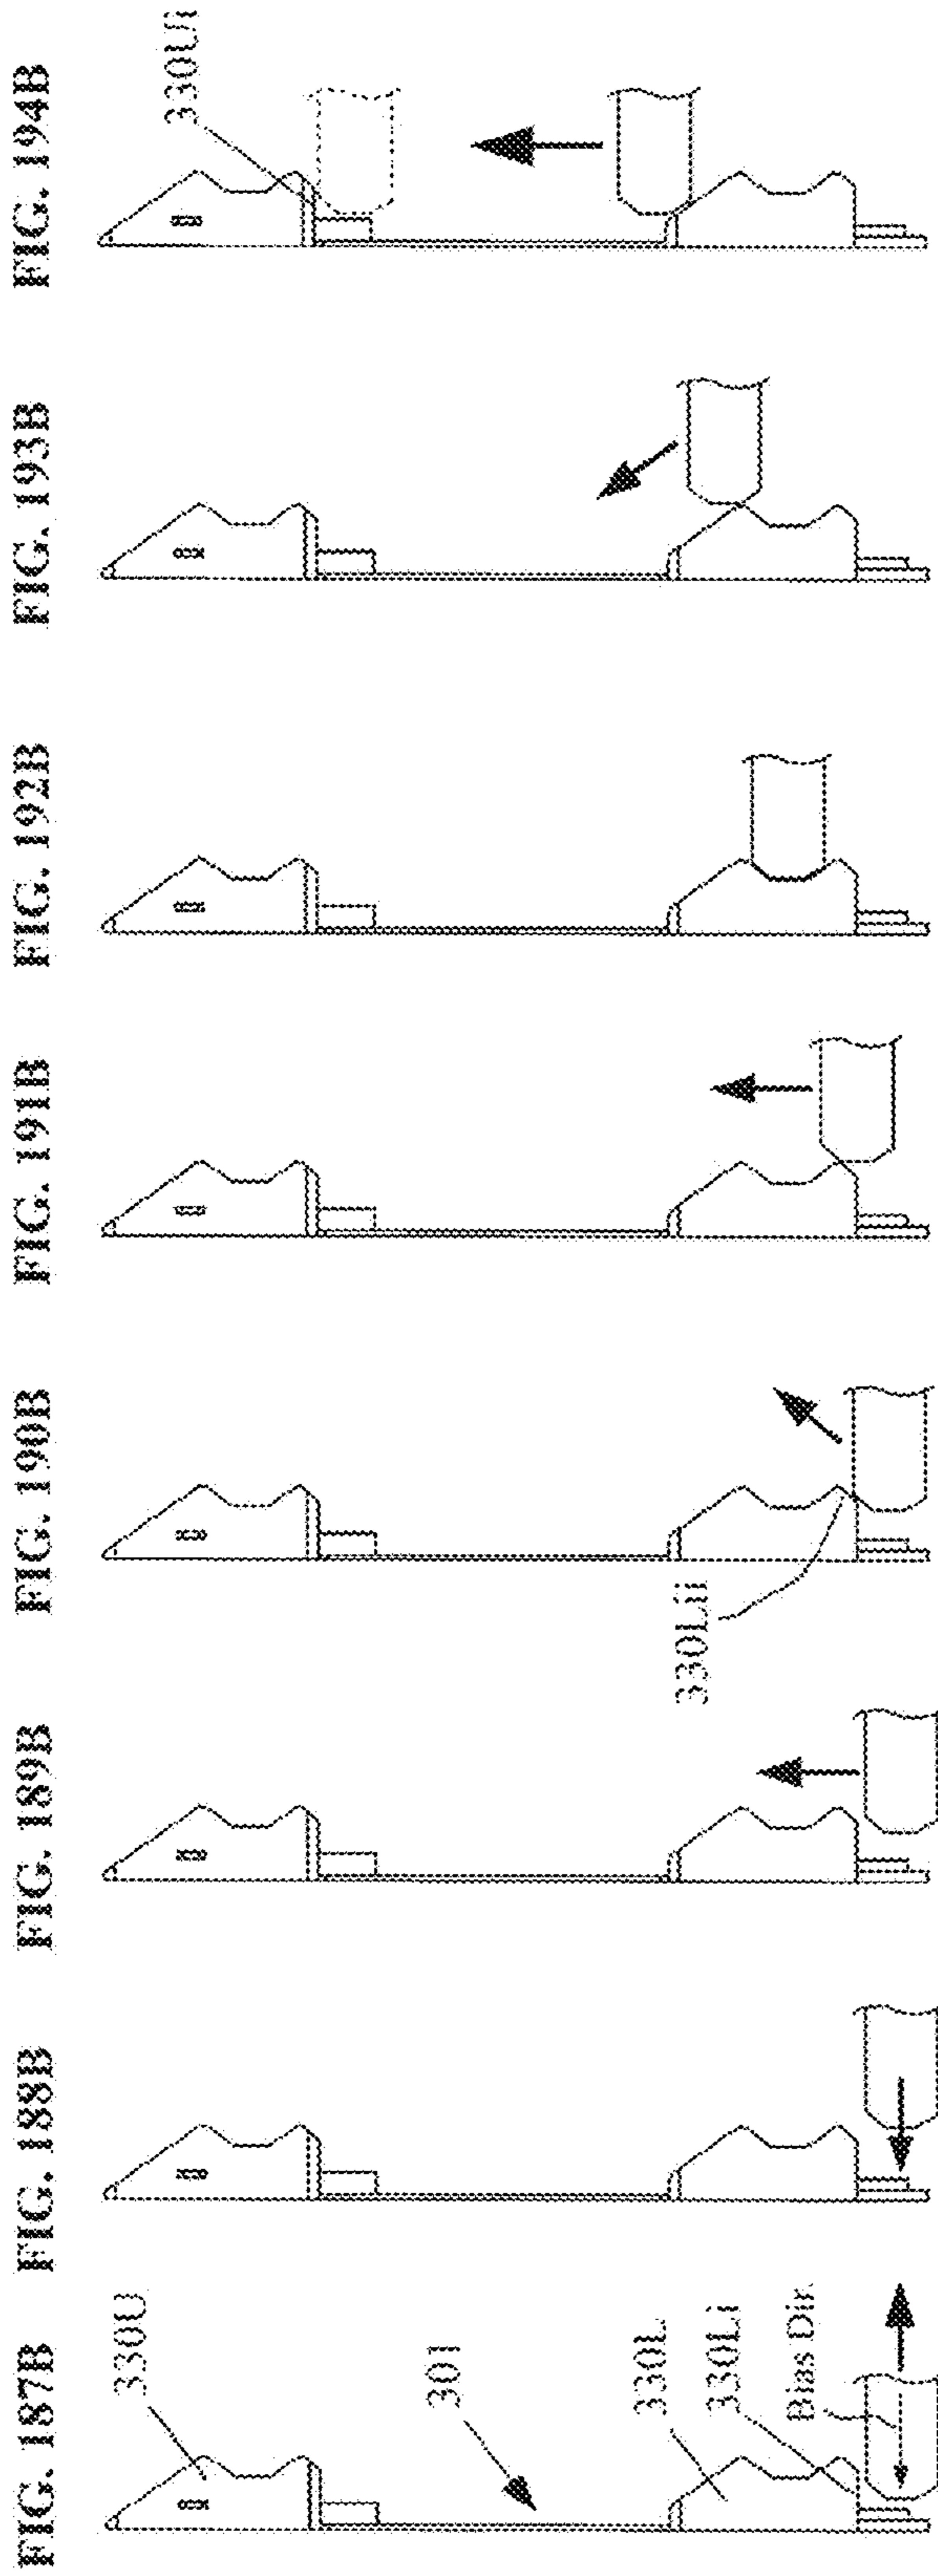 FIG. 187B
330U
301
330L
330Li
Bias Dir.
FIG. 188B
FIG. 189B
FIG. 190B
330Lii
FIG. 191B
FIG. 192B
FIG. 193B
FIG. 194B
330Ui